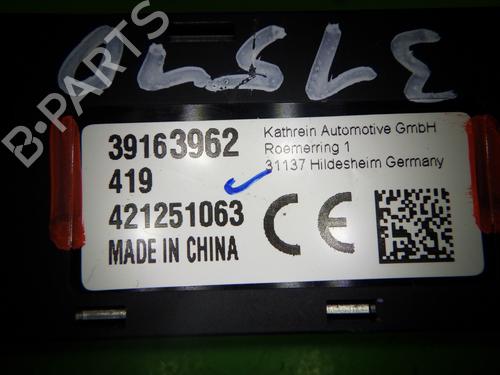 B-PARTS
39163962
419
421251063
MADE IN CHINA
Kathrein Automotive GmbH
Roemerring 1
31137 Hildesheim Germany
CE